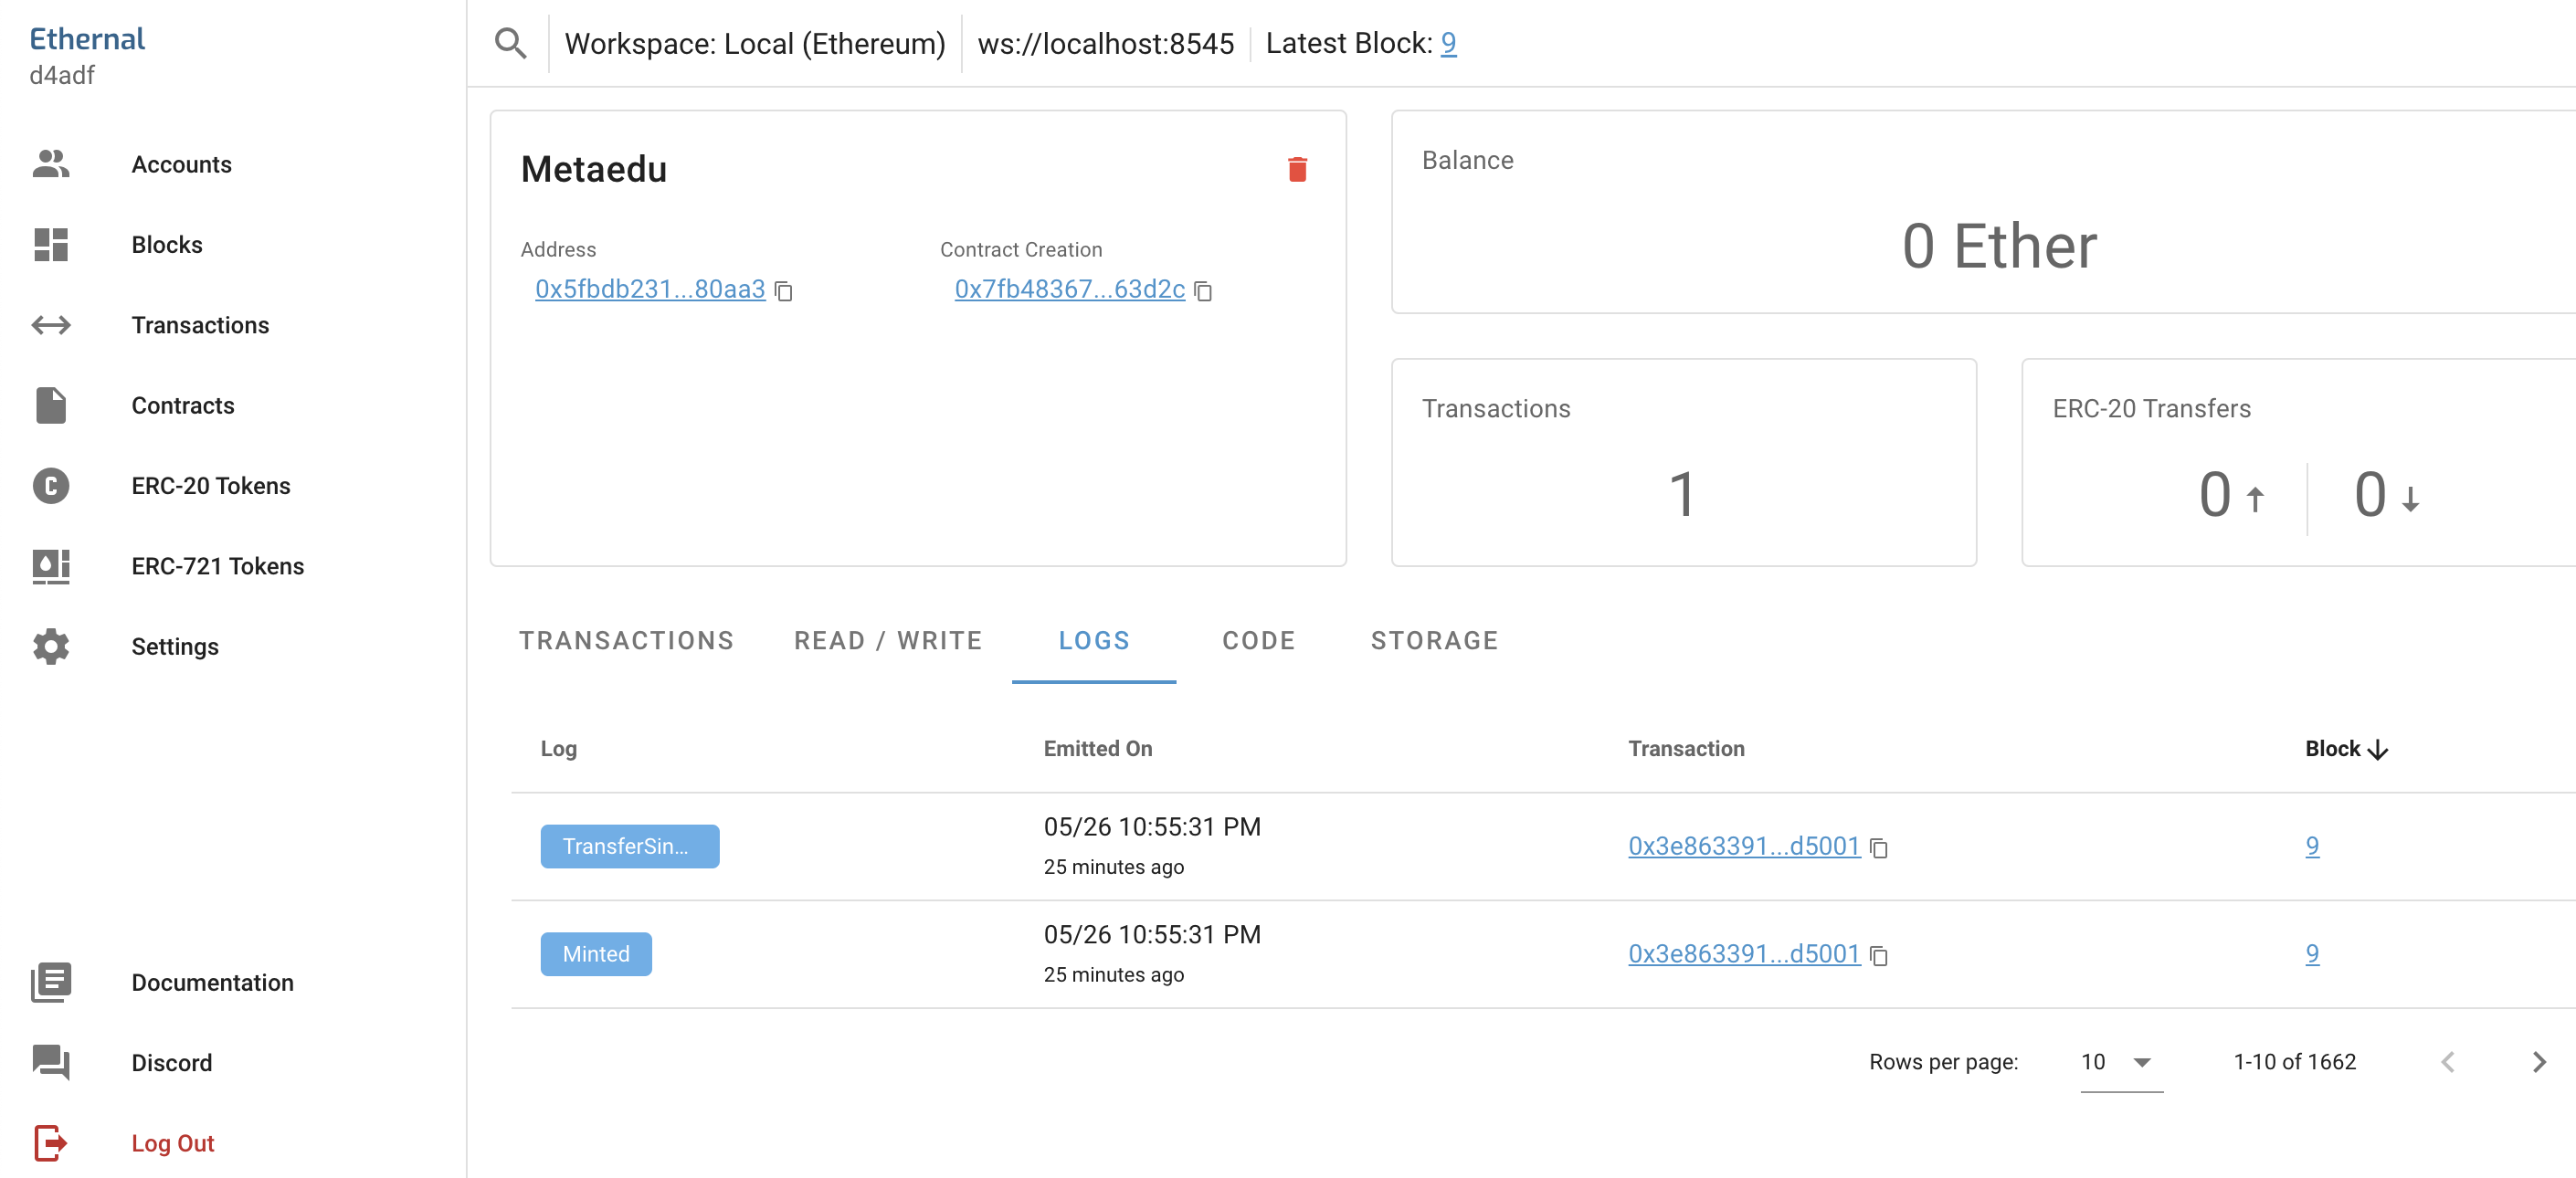 Ethernal
d4adf
Accounts
Blocks
Transactions
Contracts
ERC-20 Tokens
ERC-721 Tokens
Settings
Documentation
Discord
Log Out
Workspace: Local (Ethereum) ws://localhost:8545 Latest Block: 9
Metaedu
Address Contract Creation
0x5fbdb231...80aa3 0x7fb48367...63d2c
Balance
0 Ether
Transactions
1
ERC-20 Transfers
0 0
TRANSACTIONS READ / WRITE LOGS CODE STORAGE
Log Emitted On Transaction Block
TransferSin... 05/26 10:55:31 PM 0x3e863391...d5001 9
25 minutes ago
Minted 05/26 10:55:31 PM 0x3e863391...d5001 9
25 minutes ago
Rows per page: 10 1-10 of 1662